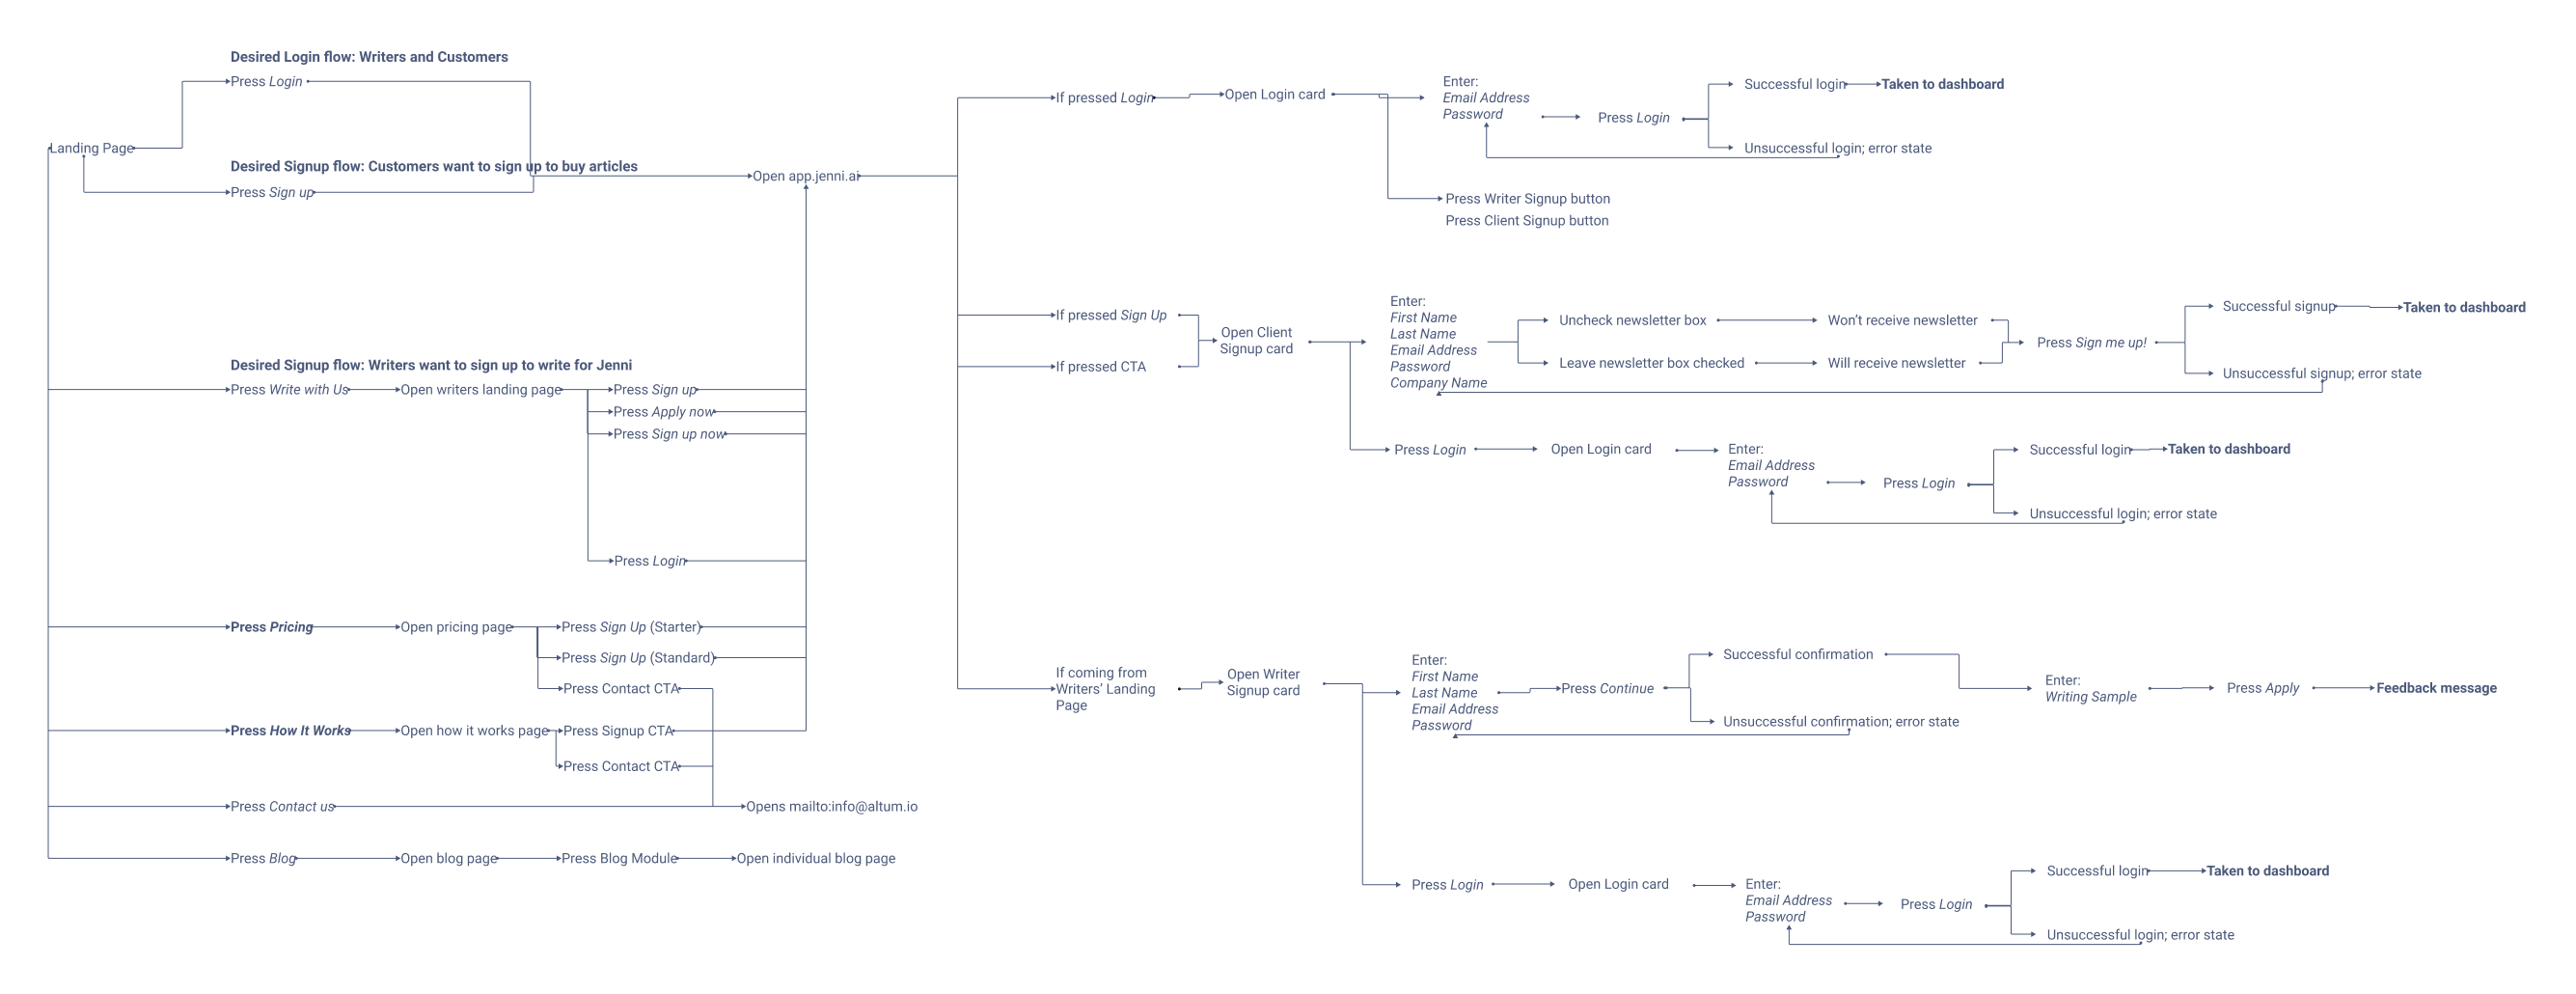 Desired Login flow: Writers and Customers
Press Login
Landing Page
Desired Signup flow: Customers want to sign up to buy articles
Press Sign up
Open app.jenni.ai
Desired Signup flow: Writers want to sign up to write for Jenni
Press Write with Us
Open writers landing page
Press Sign up
Press Apply now
Press Sign up now
Press Login
Press Pricing
Open pricing page
Press Sign Up (Starter)
Press Sign Up (Standard)
Press Contact CTA
Press How It Works
Open how it works page
Press Signup CTA
Press Contact CTA
Press Contact us
Opens mailto:info@altum.io
Press Blog
Open blog page
Press Blog Module
Open individual blog page
If pressed Login
Open Login card
Enter:
Email Address
Password
Press Login
Successful login
Taken to dashboard
Unsuccessful login; error state
Press Writer Signup button
Press Client Signup button
If pressed Sign Up
If pressed CTA
Open Client
Signup card
Enter:
First Name
Last Name
Email Address
Password
Company Name
Uncheck newsletter box
Won't receive newsletter
Leave newsletter box checked
Will receive newsletter
Press Sign me up!
Successful signup
Taken to dashboard
Unsuccessful signup; error state
Press Login
Open Login card
Enter:
Email Address
Password
Press Login
Successful login
Taken to dashboard
Unsuccessful login; error state
If coming from
Writers' Landing
Page
Open Writer
Signup card
Enter:
First Name
Last Name
Email Address
Password
Press Continue
Successful confirmation
Unsuccessful confirmation; error state
Enter:
Writing Sample
Press Apply
Feedback message
Press Login
Open Login card
Enter:
Email Address
Password
Press Login
Successful login
Taken to dashboard
Unsuccessful login; error state